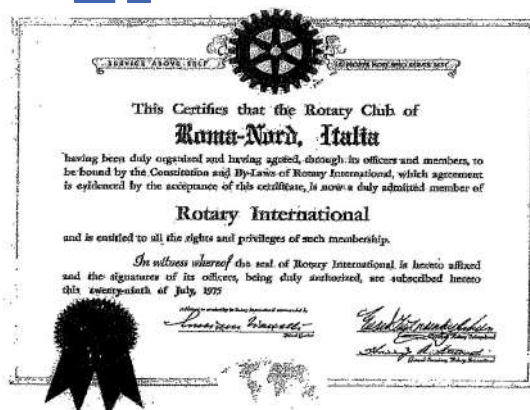 SERVICE ABOVE SELF
This Certifies that the Rotary Club of
Roma-Nord, Italia
having been duly organized and having agreed, through its officers and members, to
be bound by the Constitution and By-Laws of Rotary International, which agreement
is evidenced by the acceptance of this certificate, is now a duly admitted member of
Rotary International
and is entitled to all the rights and privileges of such membership.
In witness whereof the seal of Rotary International is hereto affixed
and the signatures of its officers, being duly authorized, are subscribed hereto
this twenty-ninth of July, 1975